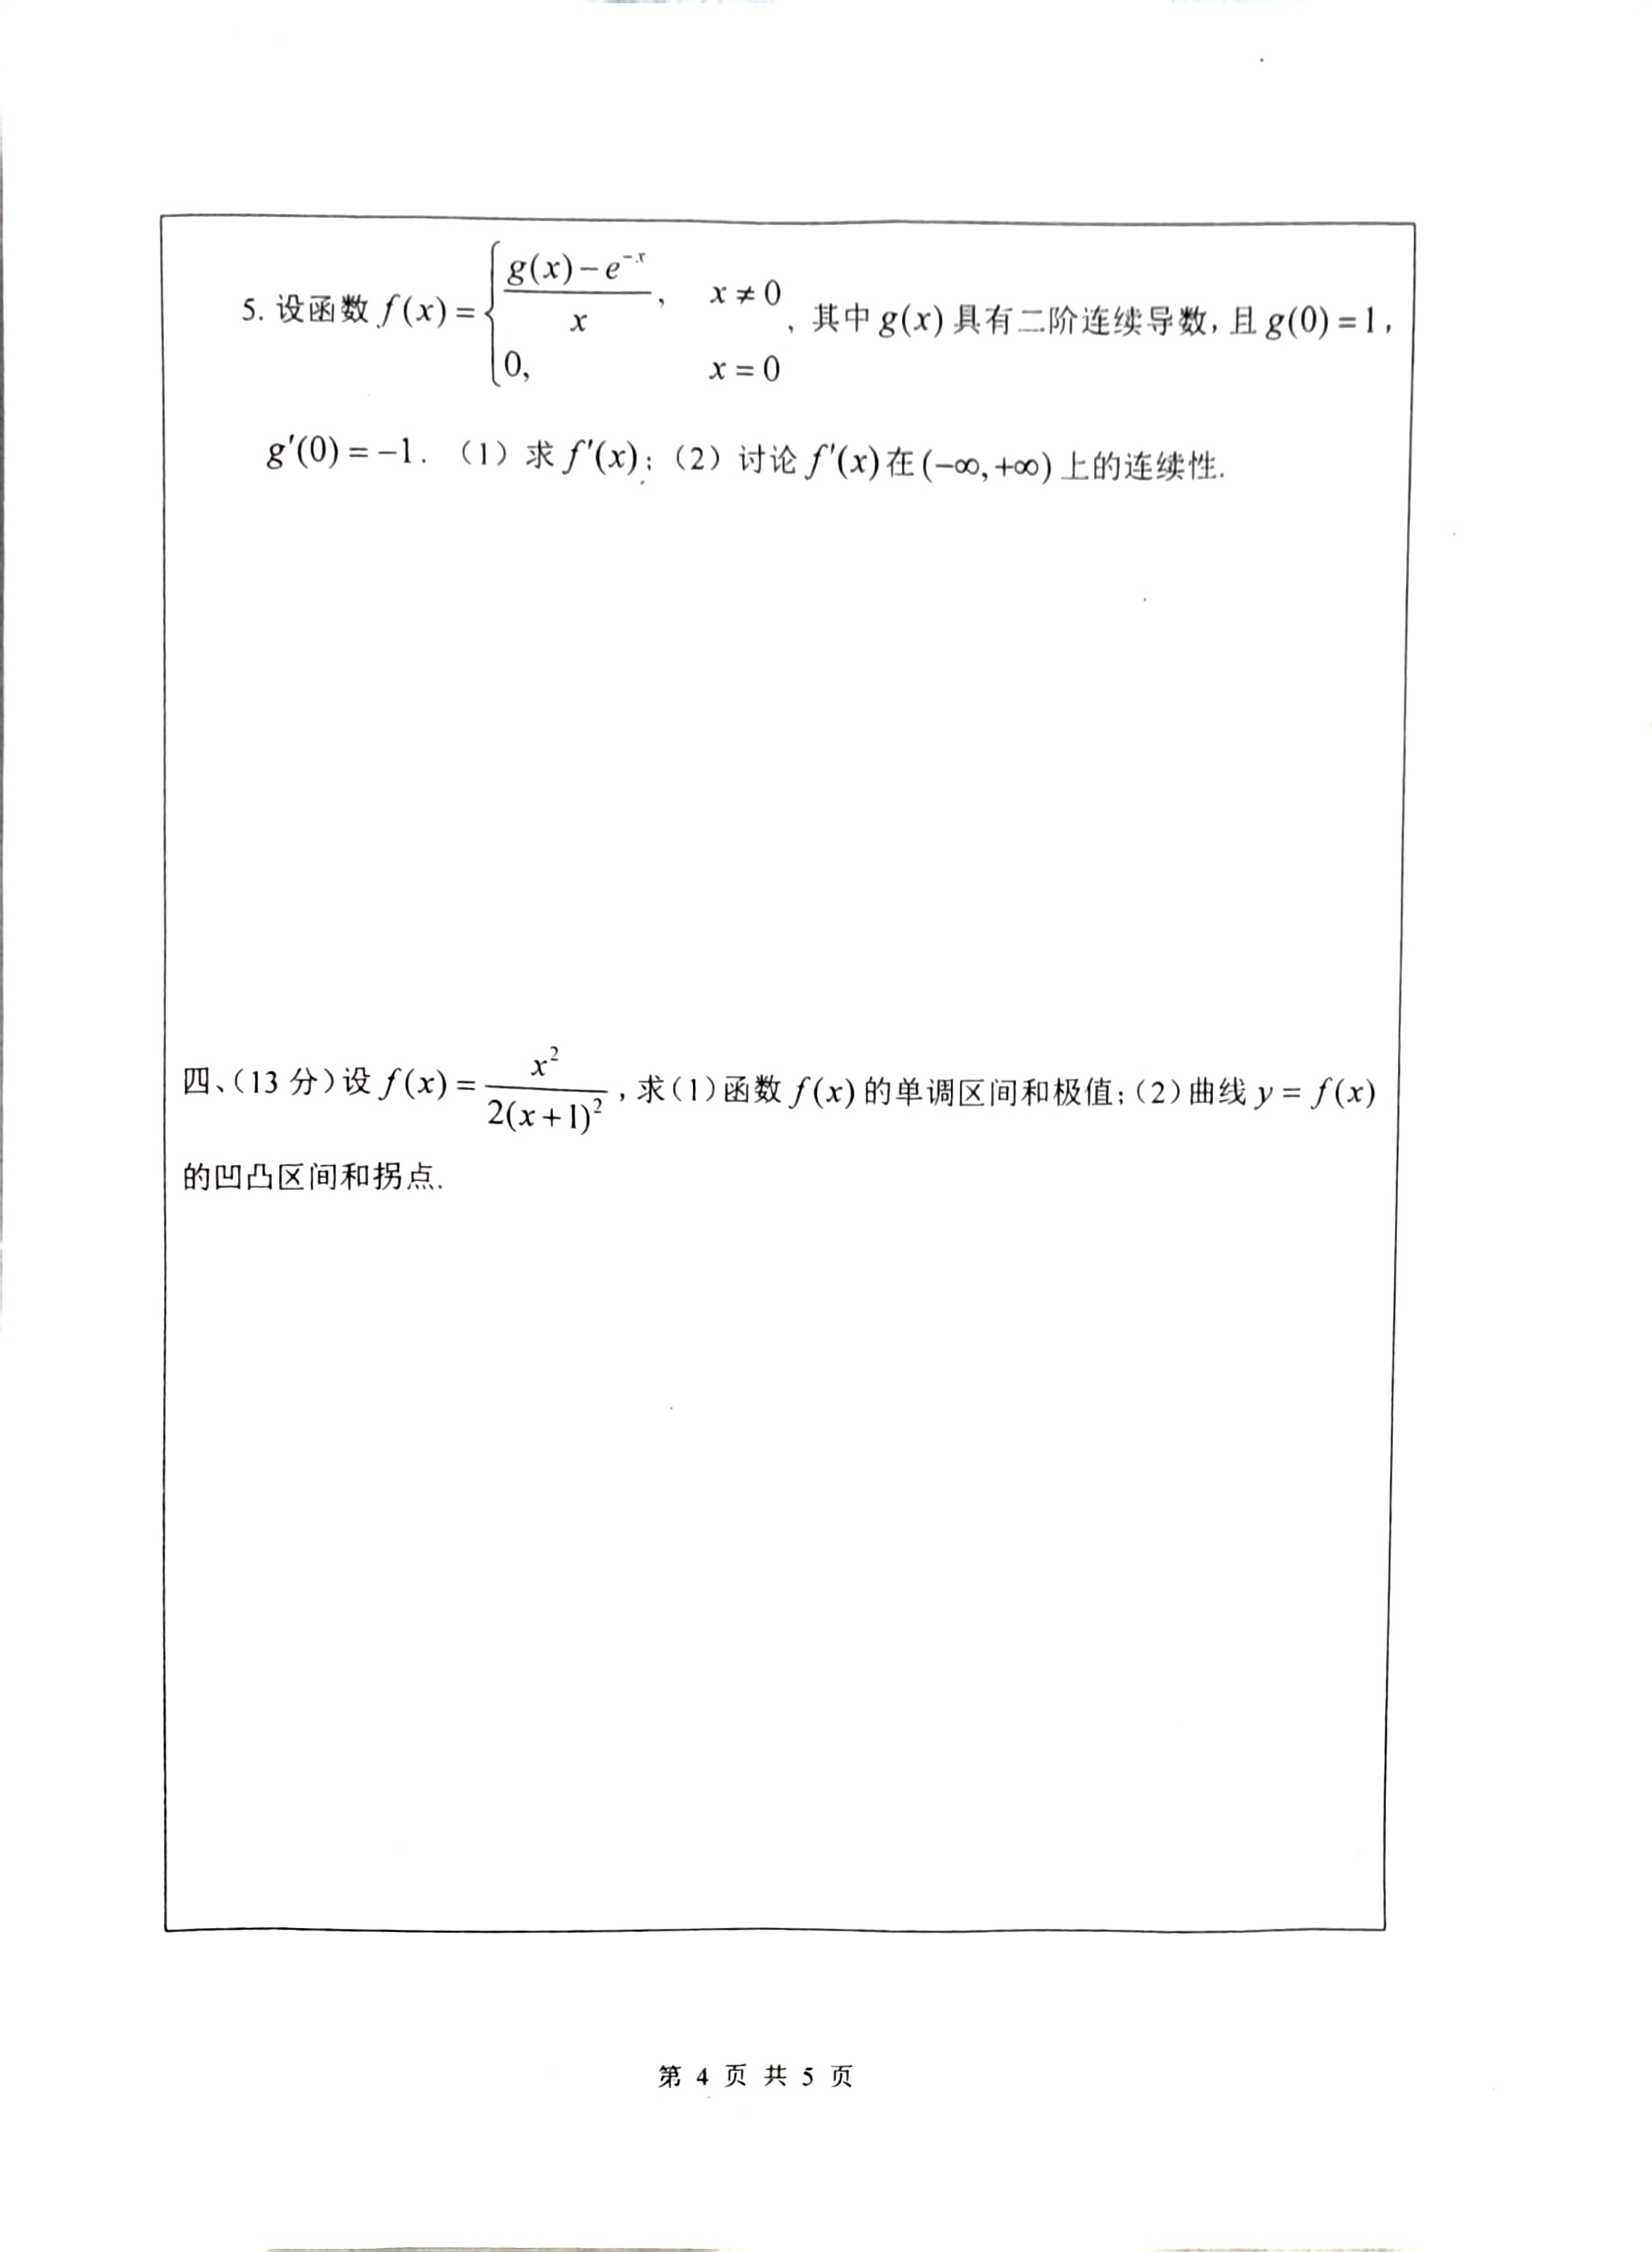 5. 设函数 f(x) = { (g(x) − e^{−x}) / x, x ≠ 0; 0, x = 0 , 其中 g(x) 具有二阶连续导数, 且 g(0) = 1,
g′(0) = −1. (1) 求 f′(x); (2) 讨论 f′(x) 在 (−∞, +∞) 上的连续性.
四、(13 分) 设 f(x) = x² / 2(x+1)² , 求(1) 函数 f(x) 的单调区间和极值; (2) 曲线 y = f(x)
的凹凸区间和拐点.
第 4 页 共 5 页